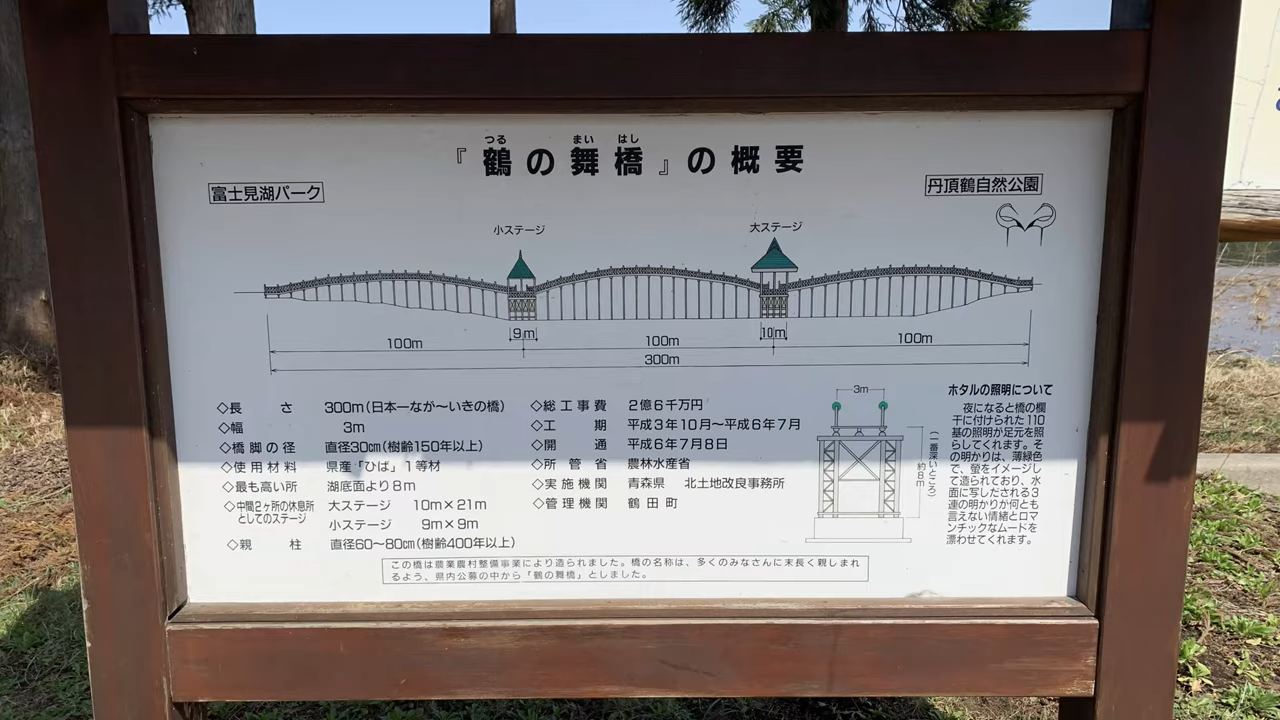 つる まい はし
『鶴の舞橋』の概要
富士見湖パーク
丹頂鶴自然公園
小ステージ
大ステージ
9m
10m
100m
100m
100m
300m
◇長さ 300m(日本一なが〜いきの橋)
◇幅 3m
◇橋脚の径 直径30㎝(樹齢150年以上)
◇使用材料 県産「ひば」1等材
◇最も高い所 湖底面より8m
◇中間2ヶ所の休息所 大ステージ 10m×21m
としてのステージ
小ステージ 9m×9m
◇親柱 直径60〜80㎝(樹齢400年以上)
◇総工事費 2億6千万円
◇工期 平成3年10月〜平成6年7月
◇開通 平成6年7月8日
◇所管省 農林水産省
◇実施機関 青森県 北土地改良事務所
◇管理機関 鶴田町
3m
(一番深いところ)
約8m
ホタルの照明について
夜になると橋の欄
干に付けられた110
基の照明が足元を照
らしてくれます。そ
の明かりは、薄緑色
で、螢をイメージし
て造られており、水
面に写しだされる3
連の明かりが何とも
言えない情緒とロマ
ンチックなムードを
漂わせてくれます。
この橋は農業農村整備事業により造られました。橋の名称は、多くのみなさんに末長く親しまれ
るよう、県内公募の中から「鶴の舞橋」としました。